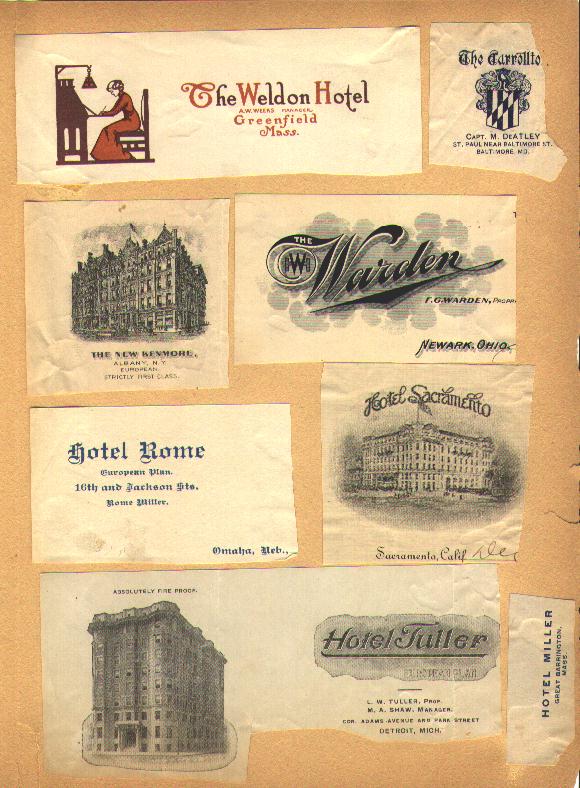 The Weldon Hotel
A.W. WEEKS MANAGER.
Greenfield
Mass.
The Carrollto
CAPT. M. DEATLEY
ST. PAUL NEAR BALTIMORE ST.
BALTIMORE, MD.
THE NEW KENMORE,
ALBANY, N.Y.
EUROPEAN.
STRICTLY FIRST CLASS.
THE
Warden
F.G. WARDEN, PROPR
NEWARK, OHIO,
Hotel Rome
European Plan.
16th and Jackson Sts.
Rome Miller.
Omaha, Neb.,
Hotel Sacramento
Sacramento, Calif
ABSOLUTELY FIRE PROOF.
Hotel Tuller
EUROPEAN PLAN
L. W. TULLER, PROP.
M. A. SHAW, MANAGER.
COR. ADAMS AVENUE AND PARK STREET
DETROIT, MICH.
HOTEL MILLER
GREAT BARRINGTON,
MASS.